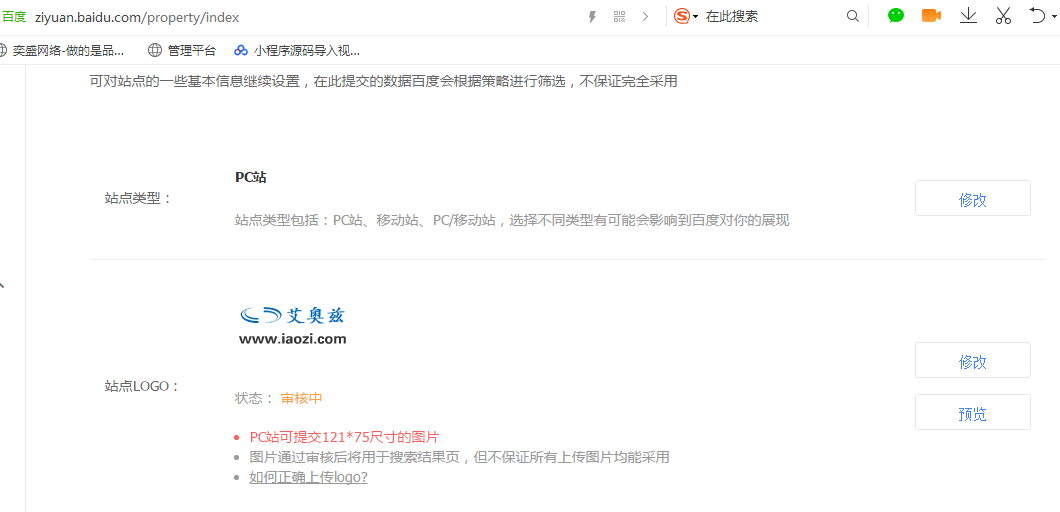 百度 ziyuan.baidu.com/property/index 在此搜索
奕盛网络-做的是品... 管理平台 小程序源码导入视...
可对站点的一些基本信息继续设置，在此提交的数据百度会根据策略进行筛选，不保证完全采用
PC站
站点类型：
修改
站点类型包括：PC站、移动站、PC/移动站，选择不同类型有可能会影响到百度对你的展现
艾奥兹
www.iaozi.com
修改
站点LOGO：
状态： 审核中
预览
PC站可提交121*75尺寸的图片
图片通过审核后将用于搜索结果页，但不保证所有上传图片均能采用
如何正确上传logo?